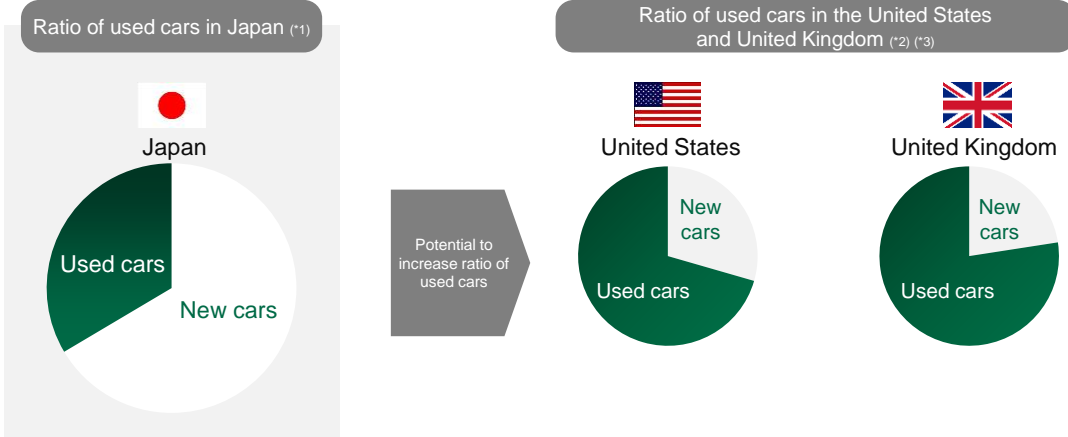 Ratio of used cars in Japan (*1)
Japan
Used cars
New cars
Potential to
increase ratio of
used cars
Ratio of used cars in the United States
and United Kingdom (*2) (*3)
United States
New
cars
Used cars
United Kingdom
New
cars
Used cars